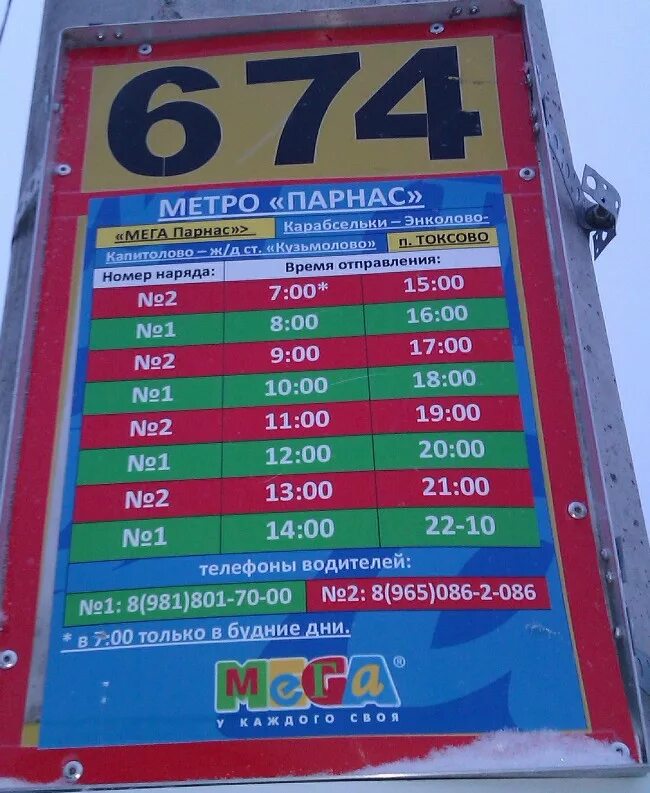 674
МЕТРО «ПАРНАС»
«МЕГА Парнас»> Карабсельки – Энколово-
Капитолово – ж/д ст. «Кузьмолово» п. ТОКСОВО
Номер наряда: Время отправления:
№2 7:00* 15:00
№1 8:00 16:00
№2 9:00 17:00
№1 10:00 18:00
№2 11:00 19:00
№1 12:00 20:00
№2 13:00 21:00
№1 14:00 22-10
телефоны водителей:
№1: 8(981)801-70-00 №2: 8(965)086-2-086
* в 7:00 только в будние дни.
МеГа®
У КАЖДОГО СВОЯ